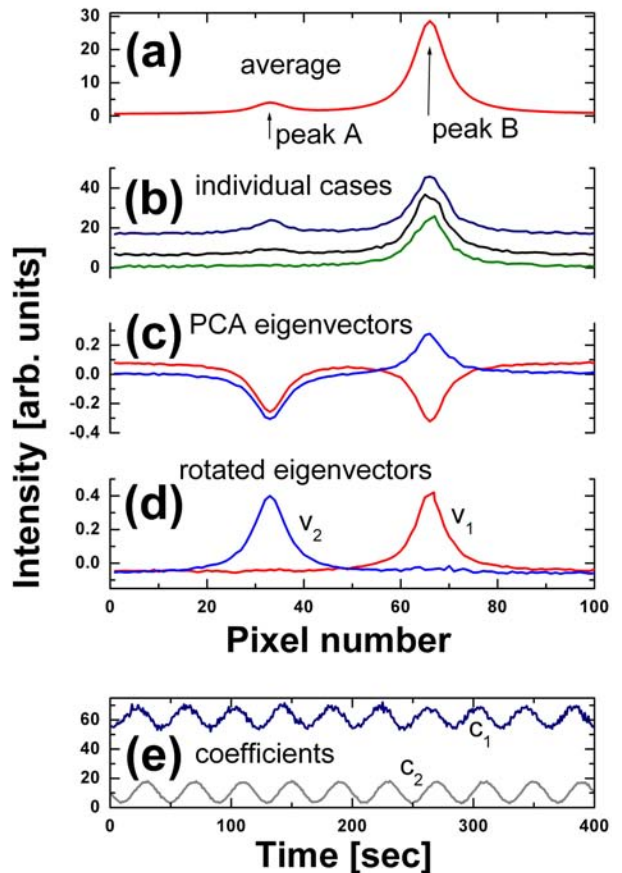 Intensity [arb. units]
30
20
10
0
(a)
average
peak A
peak B
40
20
0
(b)
individual cases
0.2
0.0
-0.2
-0.4
(c)
PCA eigenvectors
0.4
0.2
0.0
(d)
rotated eigenvectors
v2
v1
0 20 40 60 80 100
Pixel number
60
40
20
0
(e)
coefficients
c1
c2
0 100 200 300 400
Time [sec]